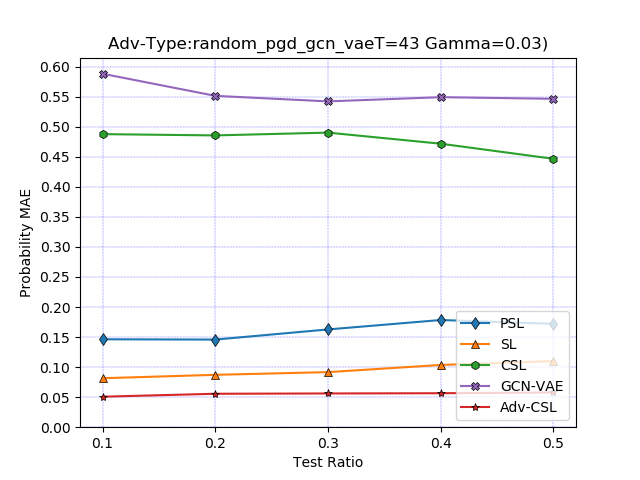 Adv-Type:random_pgd_gcn_vaeT=43 Gamma=0.03)
0.60
0.55
0.50
0.45
0.40
0.35
0.30
0.25
0.20
0.15
0.10
0.05
0.00
Probability MAE
PSL
SL
CSL
GCN-VAE
Adv-CSL
0.1 0.2 0.3 0.4 0.5
Test Ratio